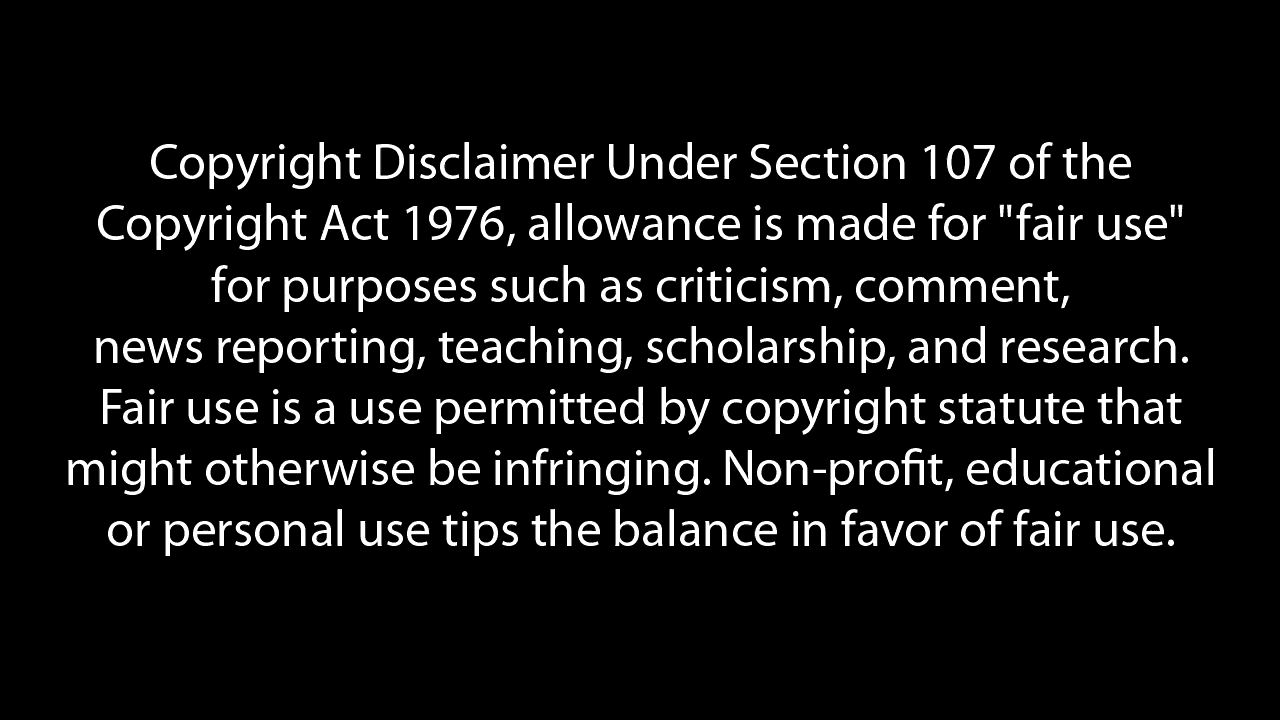 Copyright Disclaimer Under Section 107 of the
Copyright Act 1976, allowance is made for "fair use"
for purposes such as criticism, comment,
news reporting, teaching, scholarship, and research.
Fair use is a use permitted by copyright statute that
might otherwise be infringing. Non-profit, educational
or personal use tips the balance in favor of fair use.